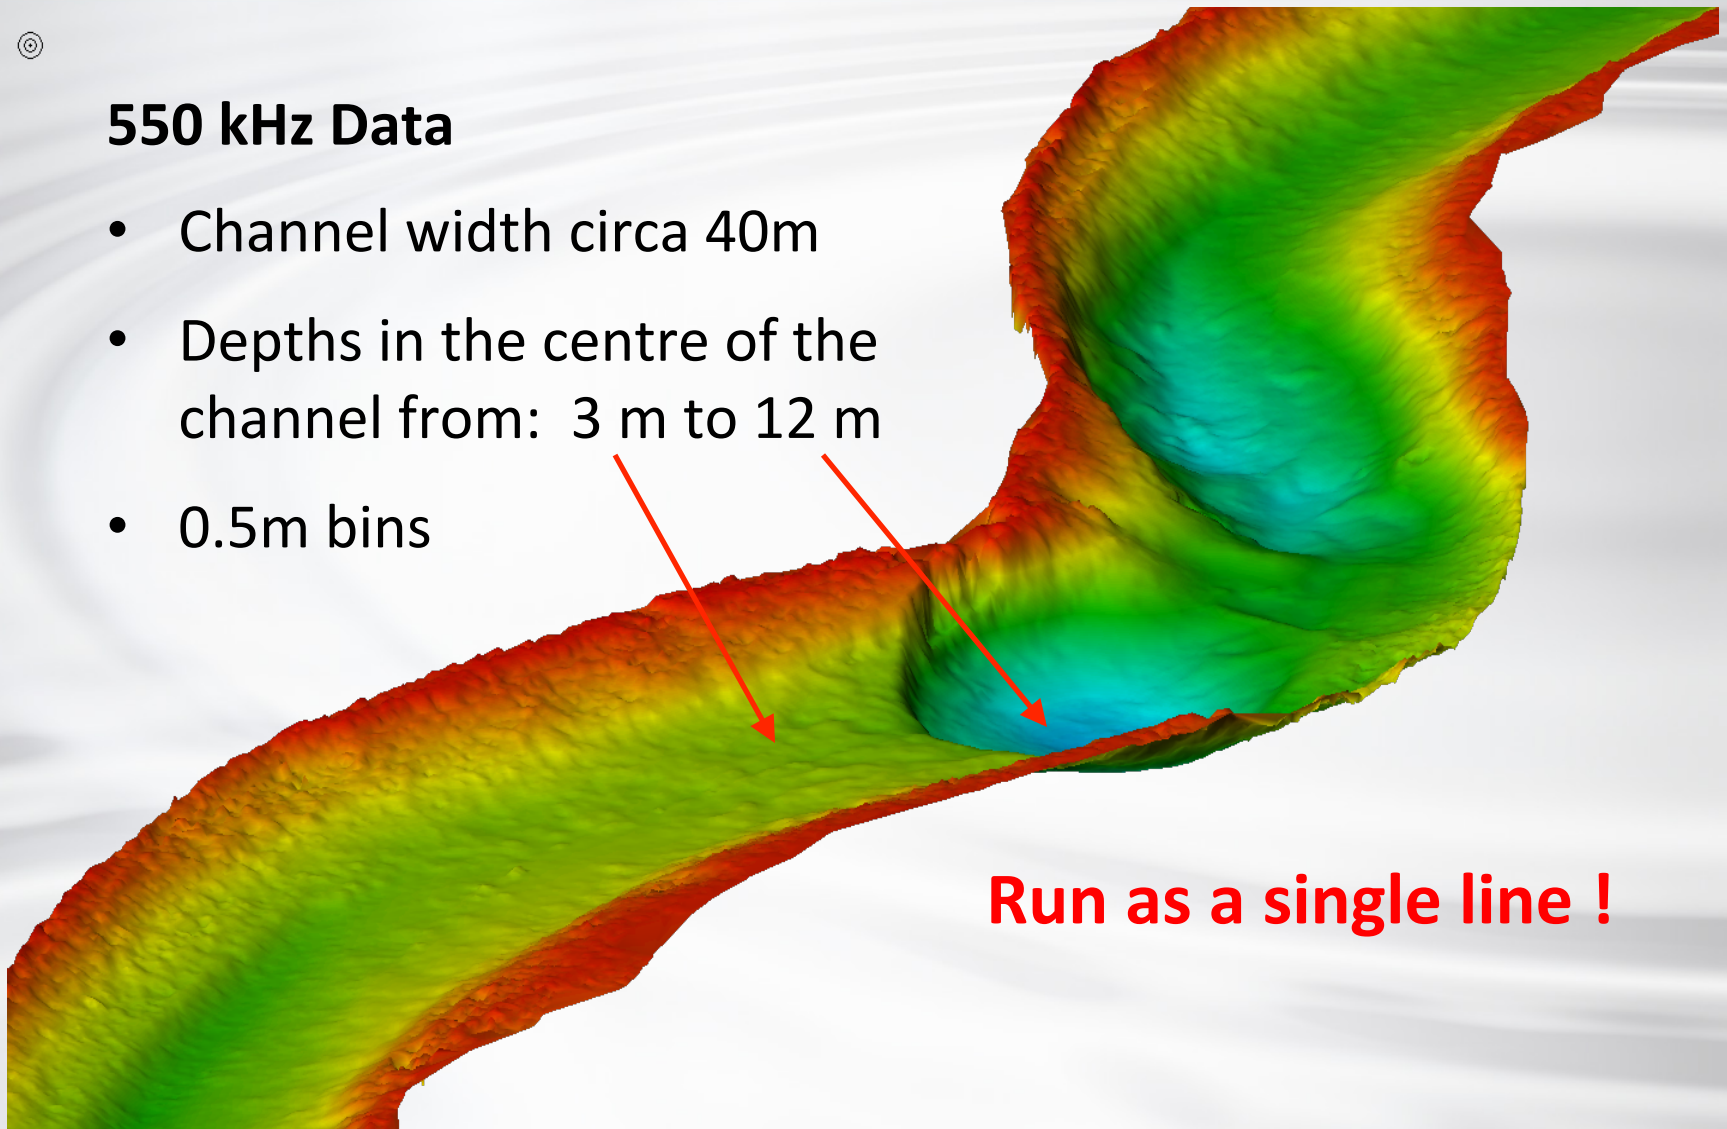 550 kHz Data
• Channel width circa 40m
• Depths in the centre of the
channel from: 3 m to 12 m
• 0.5m bins
Run as a single line !